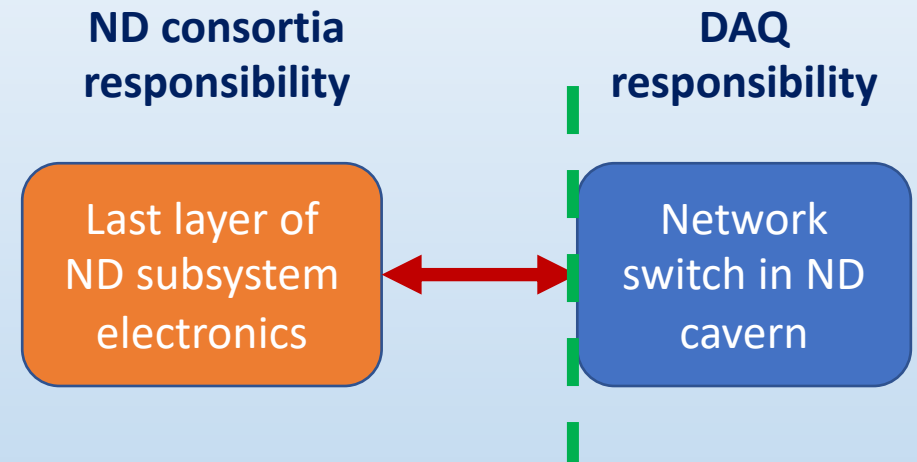 ND consortia
responsibility
DAQ
responsibility
Last layer of
ND subsystem
electronics
Network
switch in ND
cavern